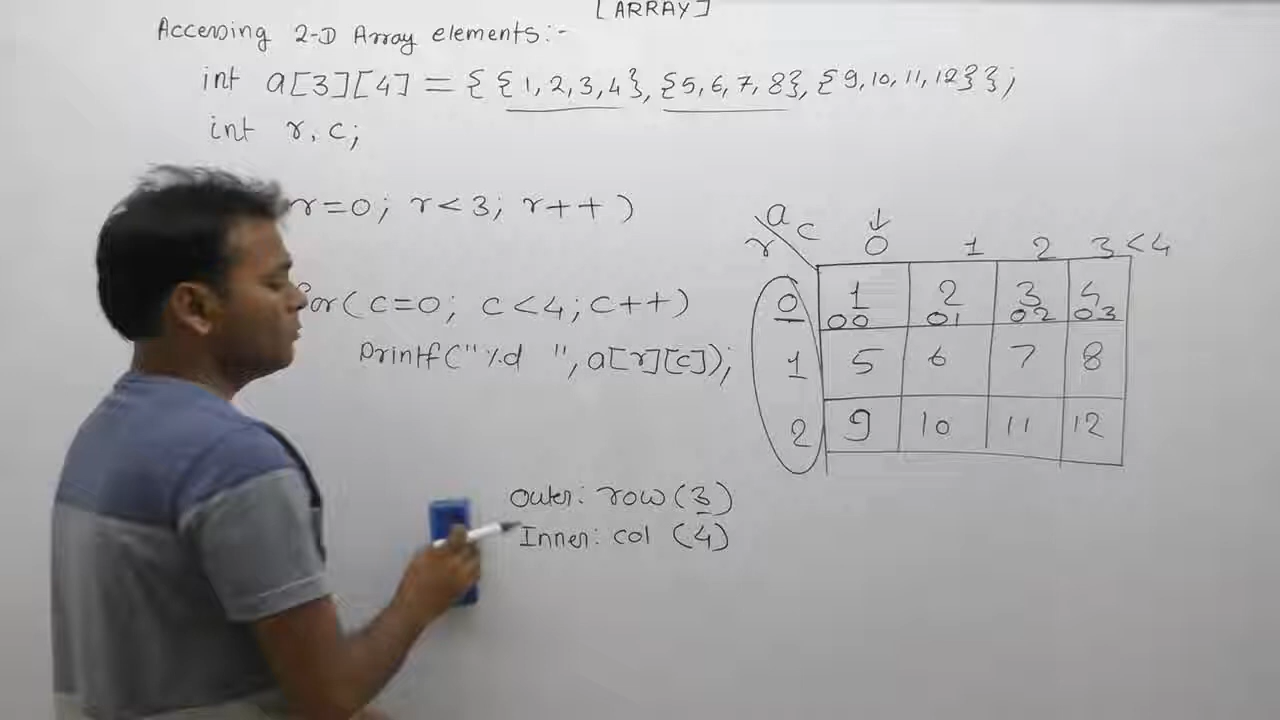 [ARRAY]
Accessing 2-D Array elements:-
int a[3][4] = { {1,2,3,4}, {5,6,7,8}, {9,10,11,12}};
int r, c;
r=0; r<3; r++ )
for( c=0; c<4; c++)
Printf("%d ", a[r][c]);
a
r c 0 1 2 3<4
0 1 2 3 4
00 01 02 03
1 5 6 7 8
2 9 10 11 12
Outer: row (3)
Inner: col (4)